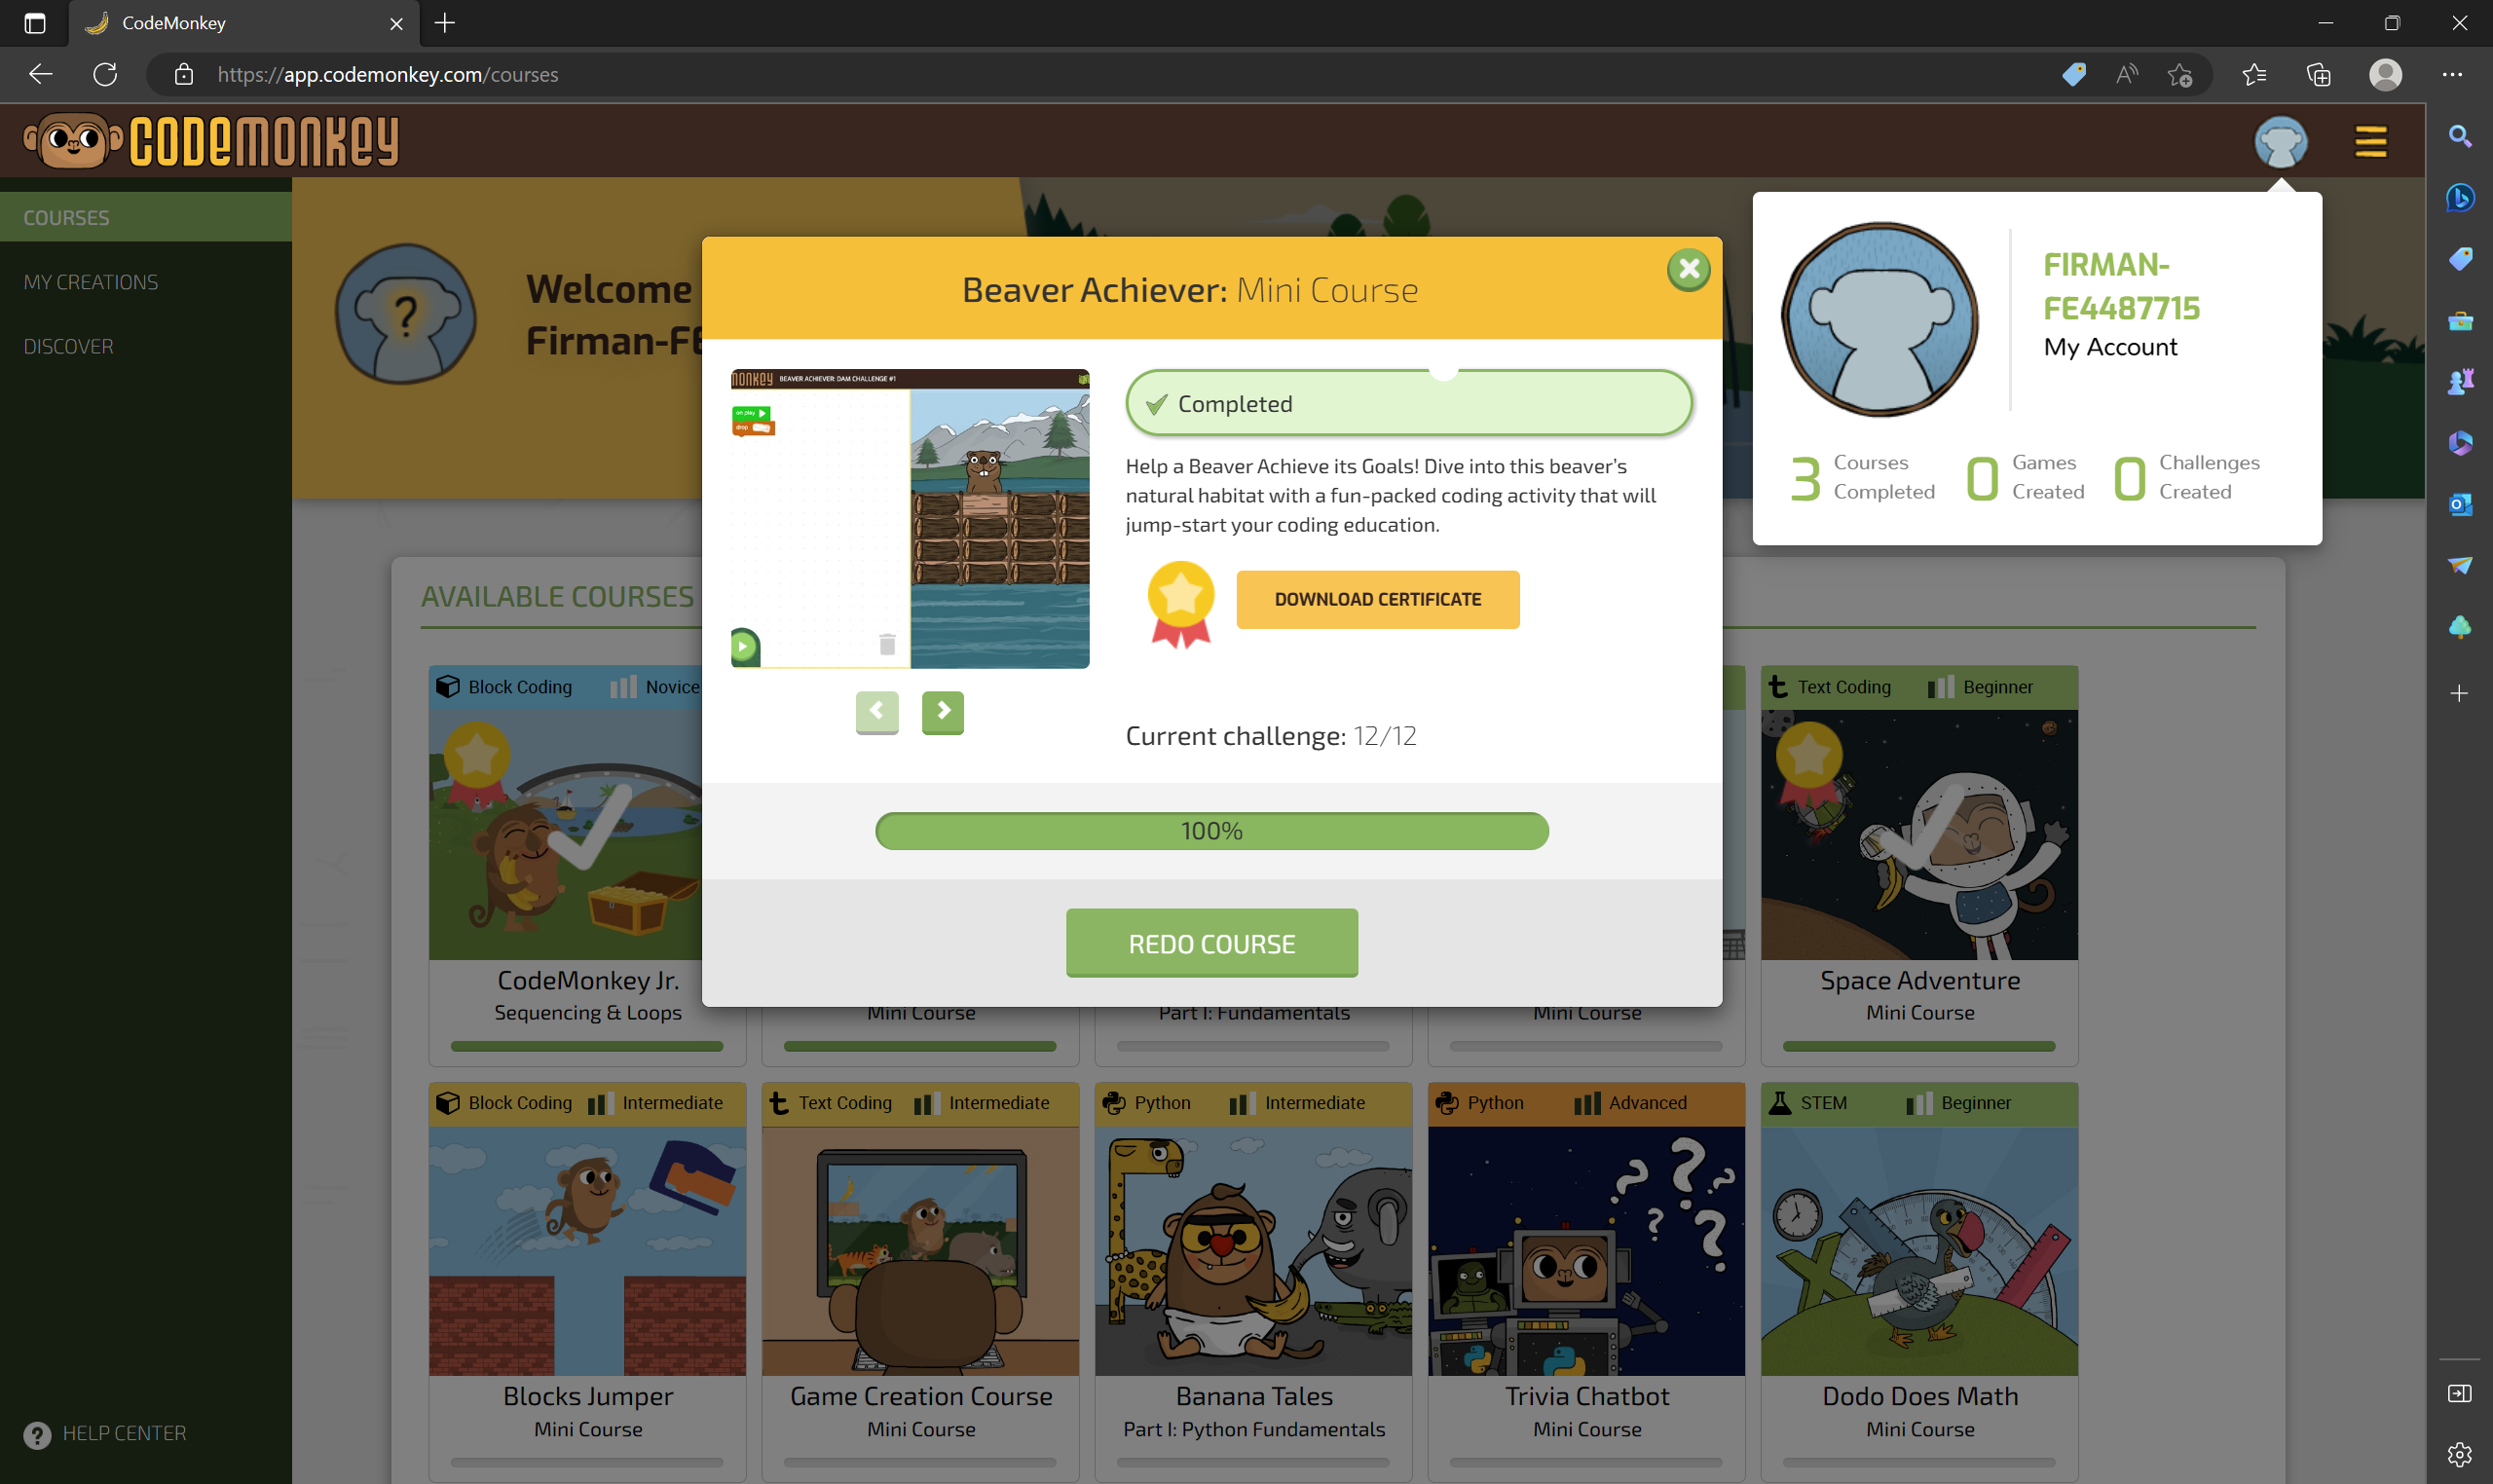 CodeMonkey
https://app.codemonkey.com/courses
CODEMONKEY
COURSES
MY CREATIONS
DISCOVER
HELP CENTER
Welcome
Firman-FE
FIRMAN-
FE4487715
My Account
3 Courses Completed
0 Games Created
0 Challenges Created
Beaver Achiever: Mini Course
MONKEY BEAVER ACHIEVER: DAM CHALLENGE #1
on play
drop
Completed
Help a Beaver Achieve its Goals! Dive into this beaver's
natural habitat with a fun-packed coding activity that will
jump-start your coding education.
DOWNLOAD CERTIFICATE
Current challenge: 12/12
100%
REDO COURSE
AVAILABLE COURSES
Block Coding Novice
Text Coding Beginner
CodeMonkey Jr.
Sequencing & Loops
Mini Course
Part I: Fundamentals
Mini Course
Space Adventure
Mini Course
Block Coding Intermediate
Text Coding Intermediate
Python Intermediate
Python Advanced
STEM Beginner
Blocks Jumper
Mini Course
Game Creation Course
Mini Course
Banana Tales
Part I: Python Fundamentals
Trivia Chatbot
Mini Course
Dodo Does Math
Mini Course